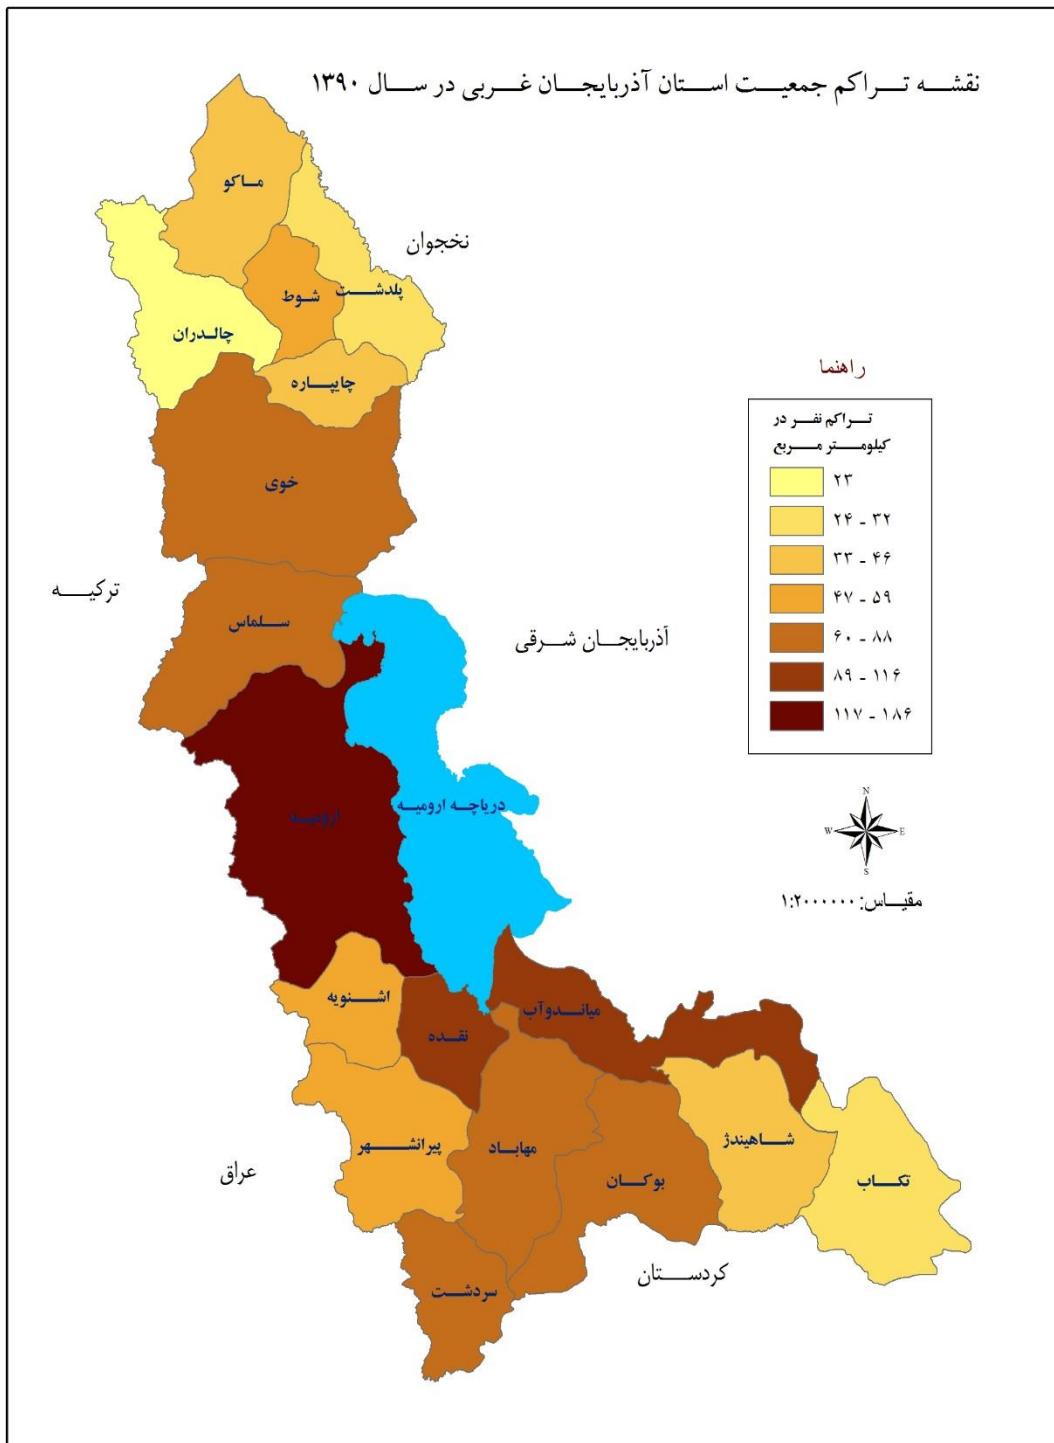 نقشه تراکم جمعیت استان آذربایجان غربی در سال ۱۳۹۰
ماکو
نخجوان
پلدشت
شوط
چالدران
چایپاره
خوی
ترکیه
سلماس
آذربایجان شرقی
ارومیه
دریاچه ارومیه
اشنویه
نقده
میاندوآب
پیرانشهر
مهاباد
بوکان
شاهیندژ
تکاب
عراق
کردستان
سردشت
راهنما
تراکم نفر در
کیلومتر مربع
۲۳
۲۴ - ۳۲
۳۳ - ۴۶
۴۷ - ۵۹
۶۰ - ۸۸
۸۹ - ۱۱۶
۱۱۷ - ۱۸۶
N
W E
S
مقیاس: ۱:۲۰۰۰۰۰۰